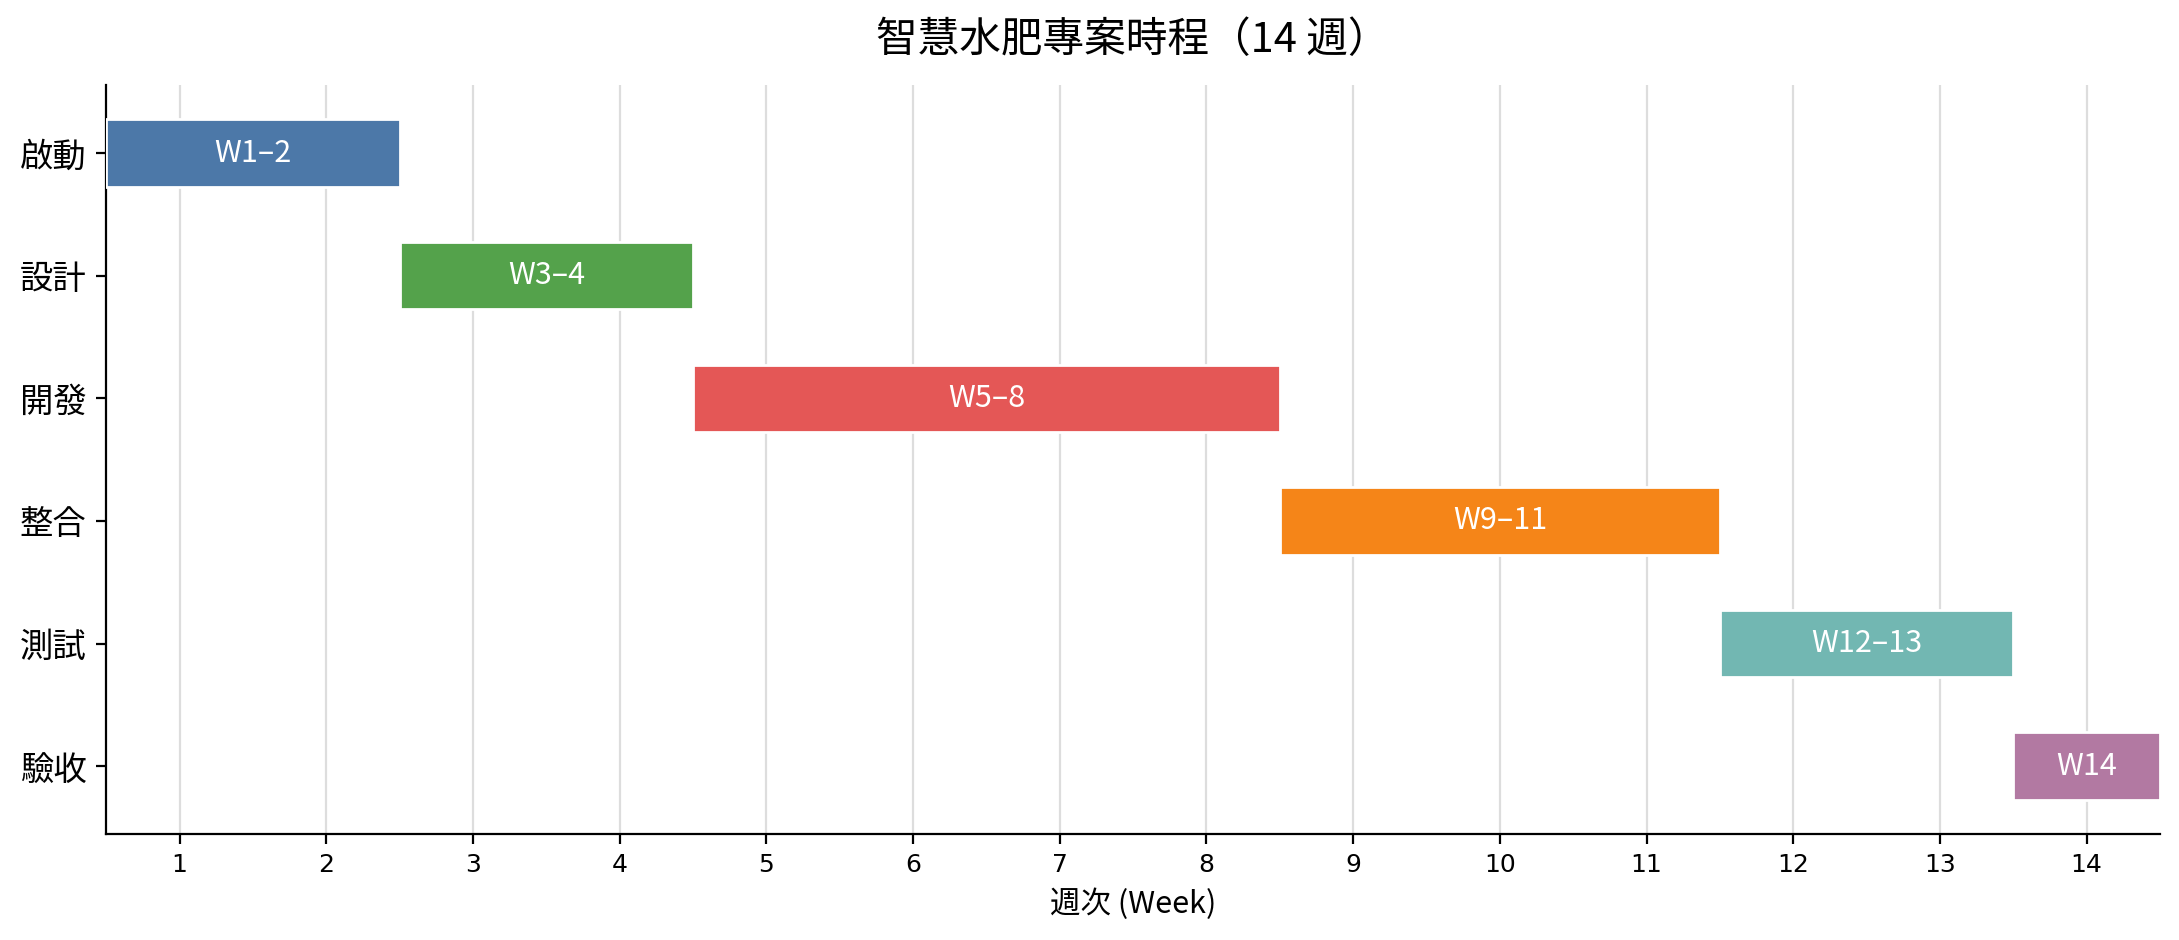 智慧水肥專案時程（14 週）
啟動
W1–2
設計
W3–4
開發
W5–8
整合
W9–11
測試
W12–13
驗收
W14
1 2 3 4 5 6 7 8 9 10 11 12 13 14
週次 (Week)